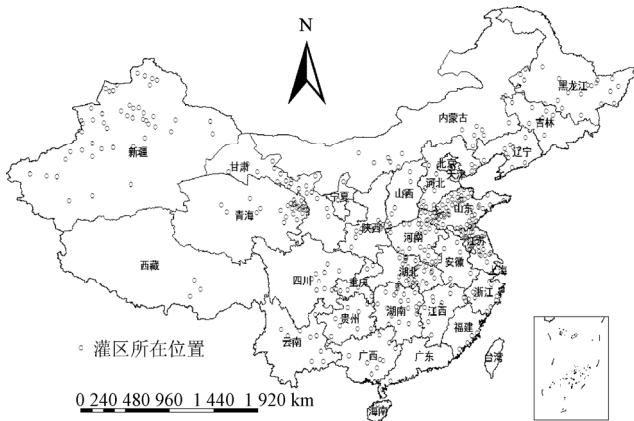 N
黑龙江
内蒙古
吉林
辽宁
新疆
甘肃
北京
天津
河北
山西
宁夏
山东
青海
陕西
河南
江苏
西藏
安徽
上海
四川
重庆
湖北
浙江
湖南
江西
贵州
福建
云南
广西
广东
台湾
海南
灌区所在位置
0 240 480 960 1 440 1 920 km